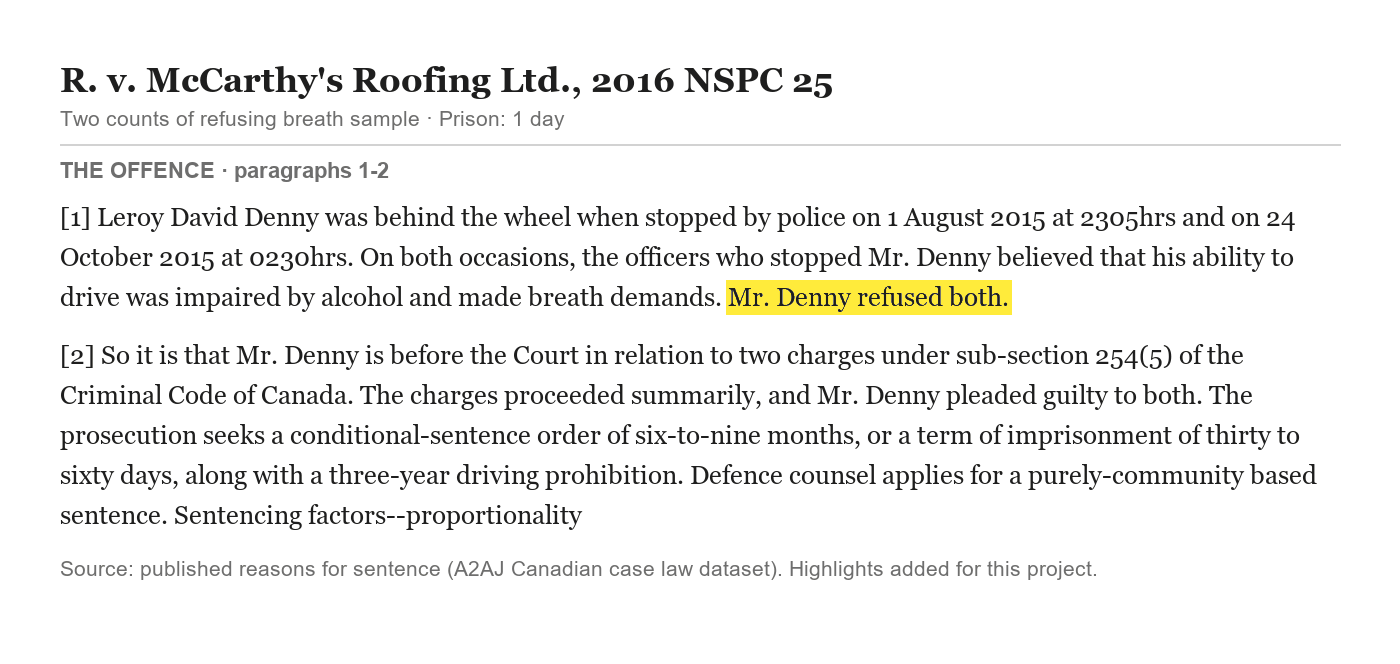 R. v. McCarthy's Roofing Ltd., 2016 NSPC 25
Two counts of refusing breath sample · Prison: 1 day
THE OFFENCE · paragraphs 1-2
[1] Leroy David Denny was behind the wheel when stopped by police on 1 August 2015 at 2305hrs and on 24
October 2015 at 0230hrs. On both occasions, the officers who stopped Mr. Denny believed that his ability to
drive was impaired by alcohol and made breath demands. Mr. Denny refused both.
[2] So it is that Mr. Denny is before the Court in relation to two charges under sub-section 254(5) of the
Criminal Code of Canada. The charges proceeded summarily, and Mr. Denny pleaded guilty to both. The
prosecution seeks a conditional-sentence order of six-to-nine months, or a term of imprisonment of thirty to
sixty days, along with a three-year driving prohibition. Defence counsel applies for a purely-community based
sentence. Sentencing factors--proportionality
Source: published reasons for sentence (A2AJ Canadian case law dataset). Highlights added for this project.